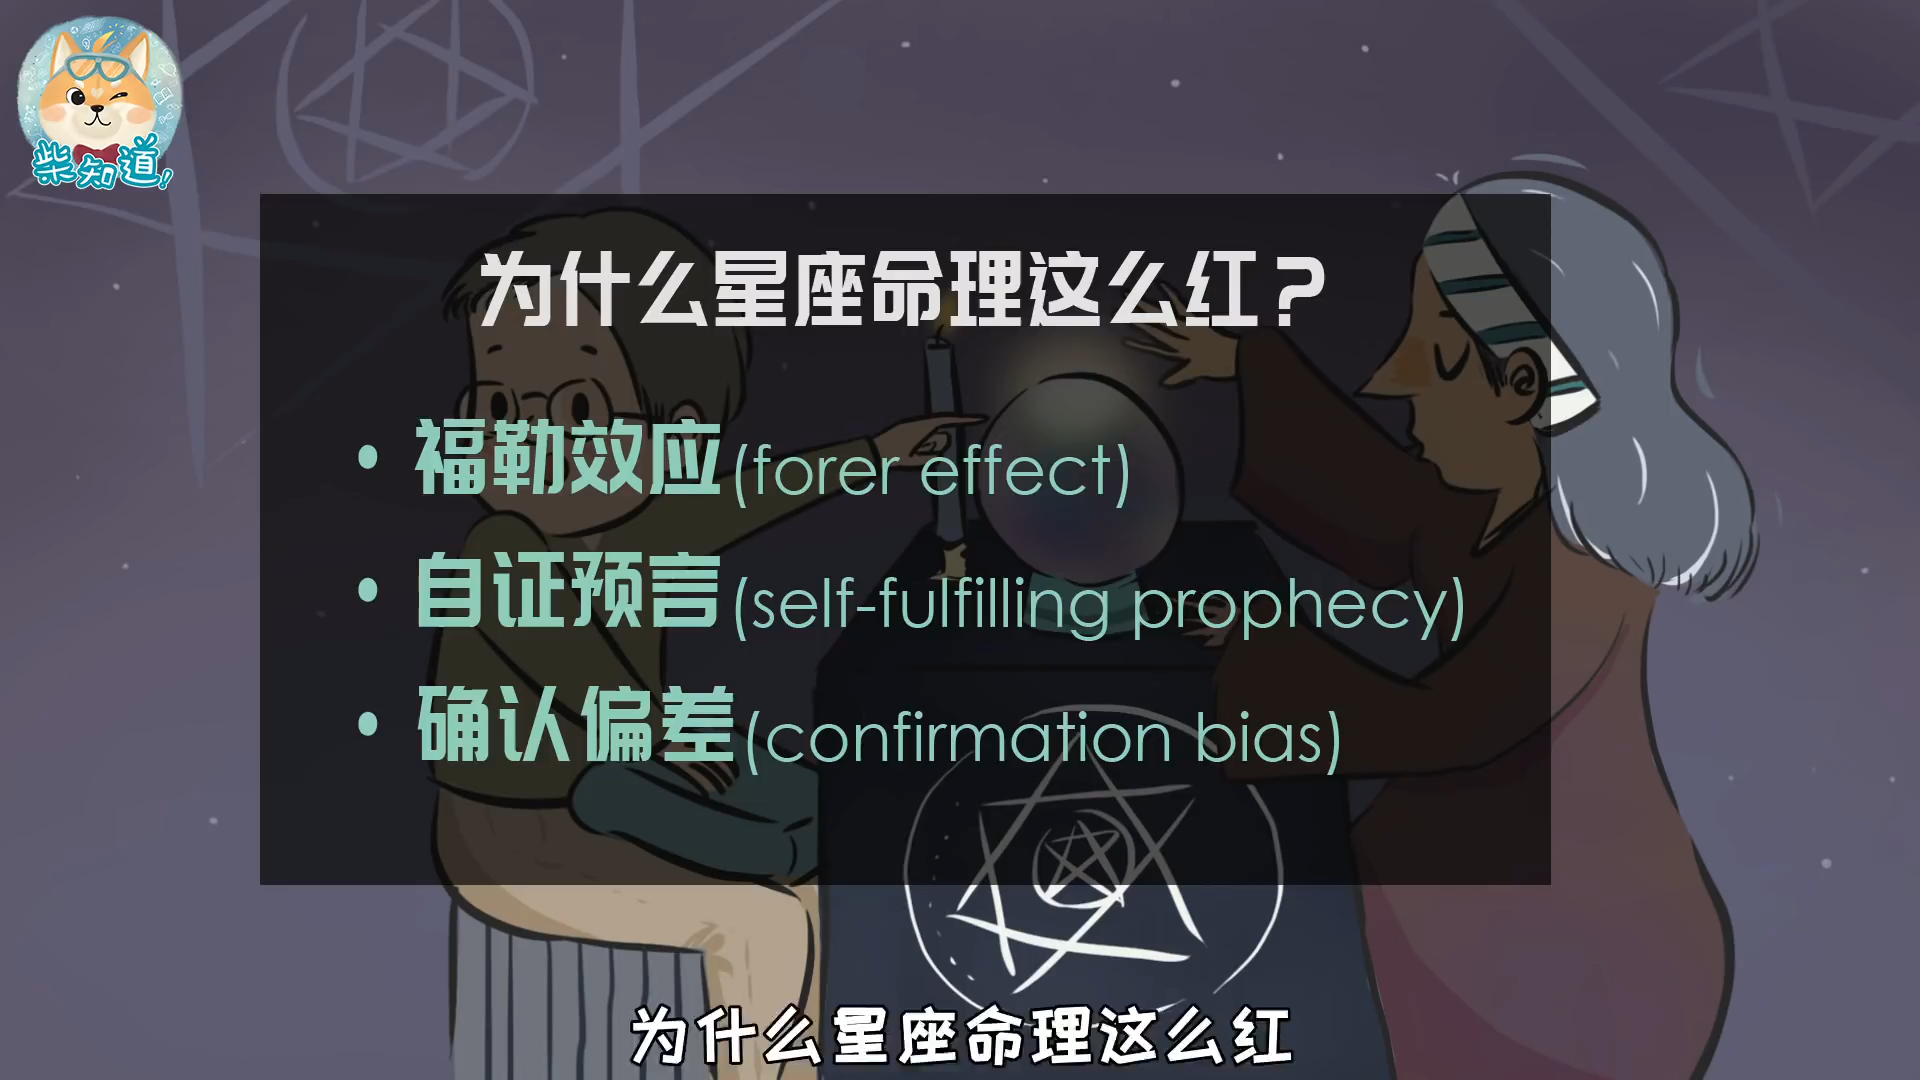 柴知道!
为什么星座命理这么红?
• 福勒效应(forer effect)
• 自证预言(self-fulfilling prophecy)
• 确认偏差(confirmation bias)
为什么星座命理这么红